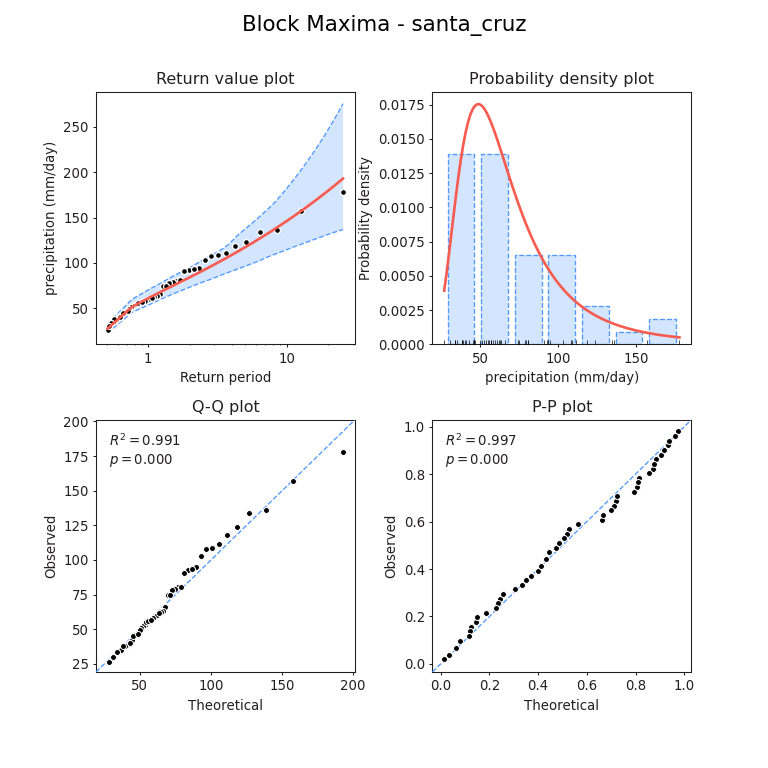 Block Maxima - santa_cruz
Return value plot
precipitation (mm/day)
250
200
150
100
50
1
10
Return period
Probability density plot
Probability density
0.0175
0.0150
0.0125
0.0100
0.0075
0.0050
0.0025
0.0000
50
100
150
precipitation (mm/day)
Q-Q plot
Observed
200
175
150
125
100
75
50
25
R² = 0.991
p = 0.000
50
100
150
200
Theoretical
P-P plot
Observed
1.0
0.8
0.6
0.4
0.2
0.0
R² = 0.997
p = 0.000
0.0
0.2
0.4
0.6
0.8
1.0
Theoretical